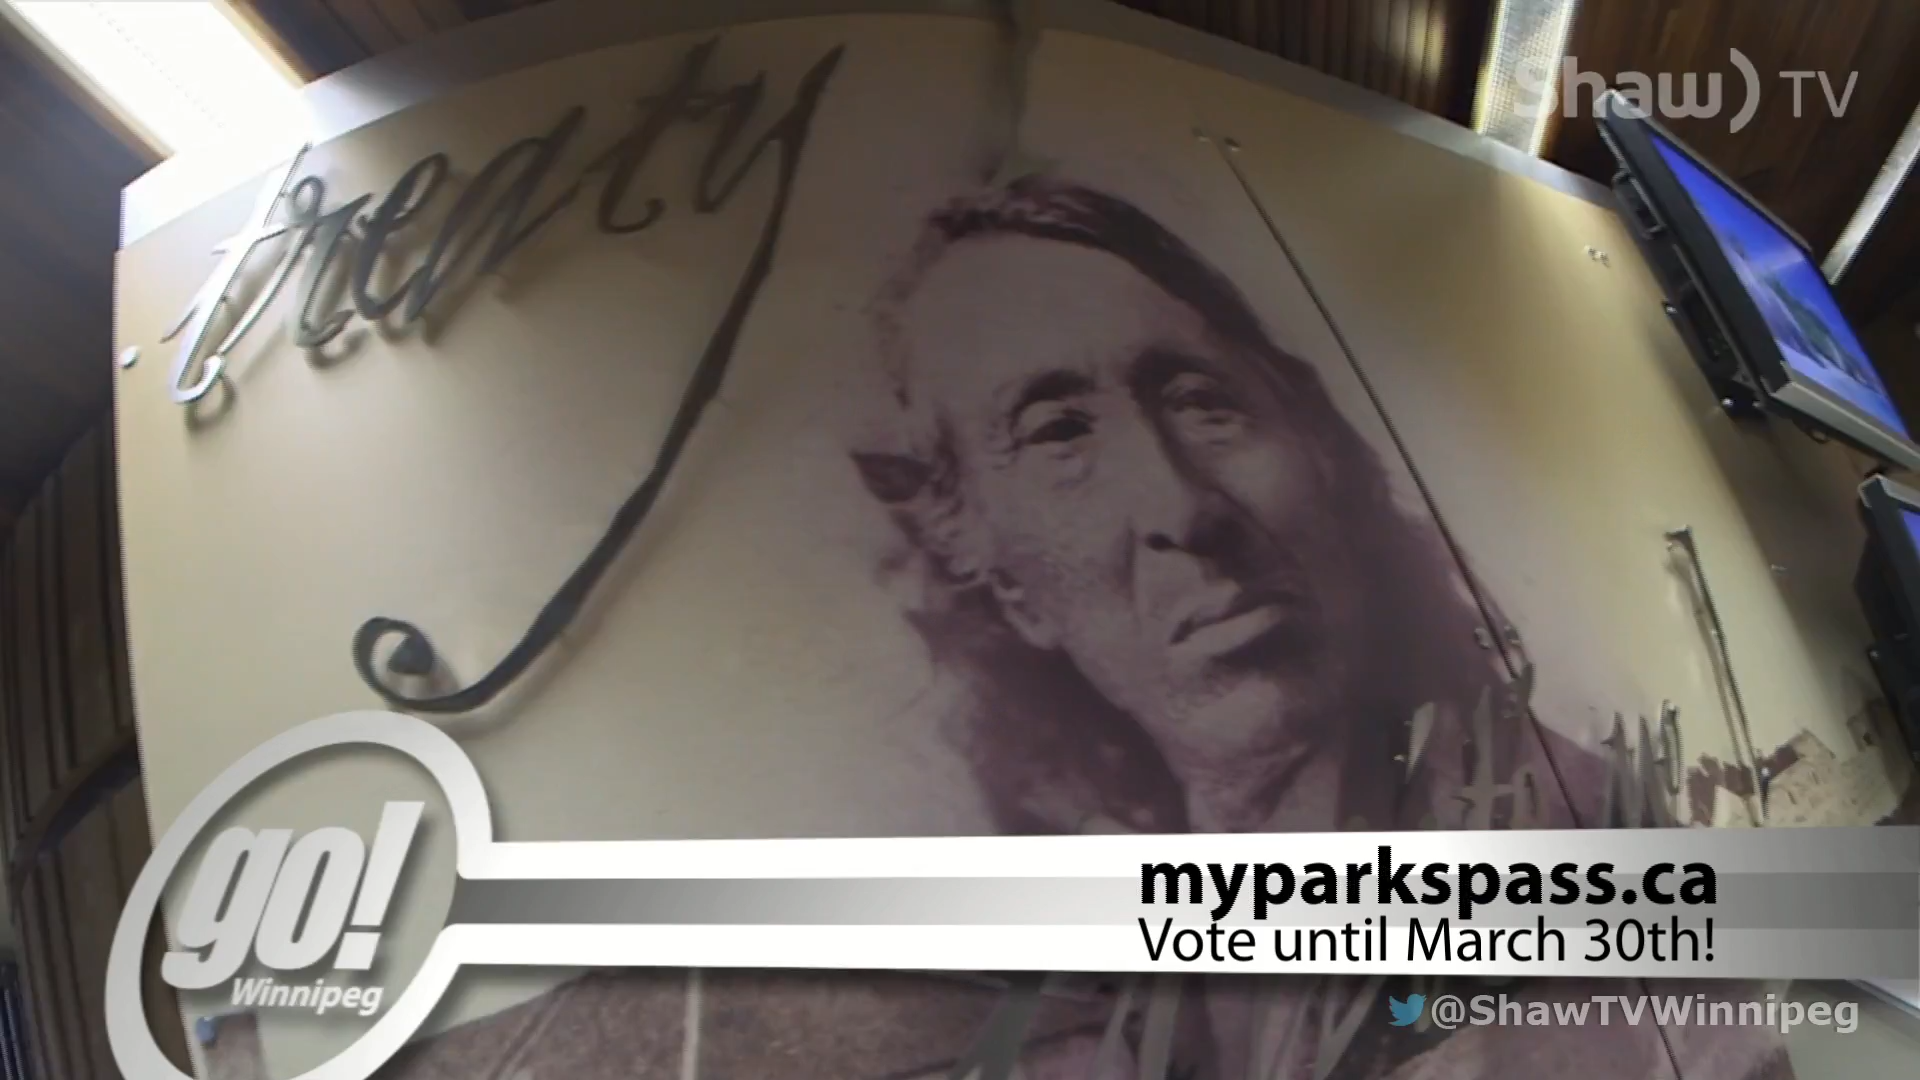 Shaw) TV
treaty
go!
Winnipeg
myparkspass.ca
Vote until March 30th!
@ShawTVWinnipeg